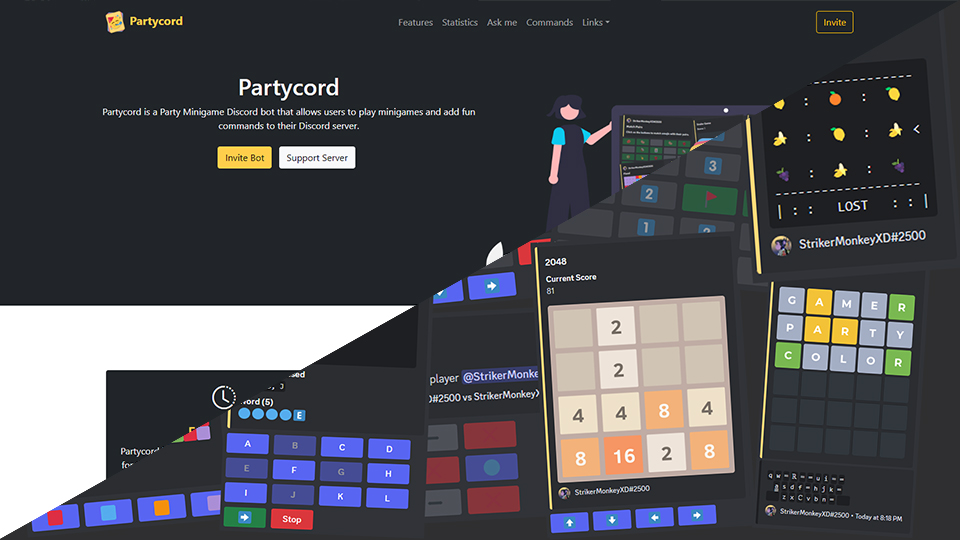 Partycord
Features Statistics Ask me Commands Links
Invite
Partycord
Partycord is a Party Minigame Discord bot that allows users to play minigames and add fun
commands to their Discord server.
Invite Bot Support Server
: :
: :
: :
| : : LOST : : |
StrikerMonkeyXD#2500
3
2
1
2
2048
Current Score
81
2
2
4 4 8 4
8 16 2 8
StrikerMonkeyXD#2500
G A M E R
P A R T Y
C O L O R
StrikerMonkeyXD#2500 • Today at 8:18 PM
player @StrikerMonke
0#2500 vs StrikerMonkeyX
Word (5)
E
A B C D
E F G H
I J K L
Stop
Partycord
for